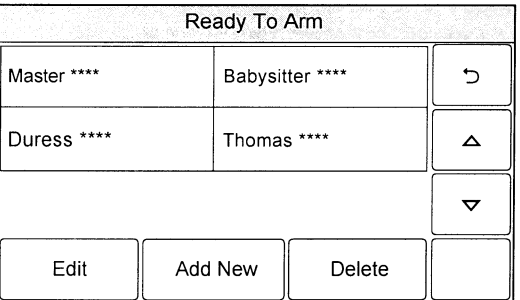 Ready To Arm
Master **** Babysitter ****
Duress **** Thomas ****
Edit Add New Delete